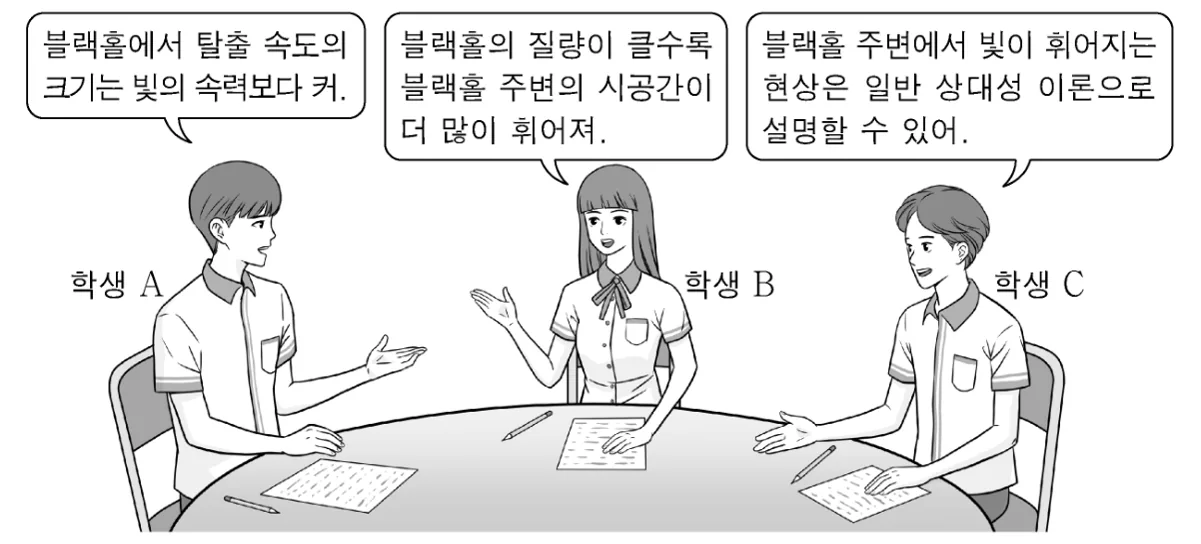 블랙홀에서 탈출 속도의
크기는 빛의 속력보다 커.
블랙홀의 질량이 클수록
블랙홀 주변의 시공간이
더 많이 휘어져.
블랙홀 주변에서 빛이 휘어지는
현상은 일반 상대성 이론으로
설명할 수 있어.
학생 A
학생 B
학생 C